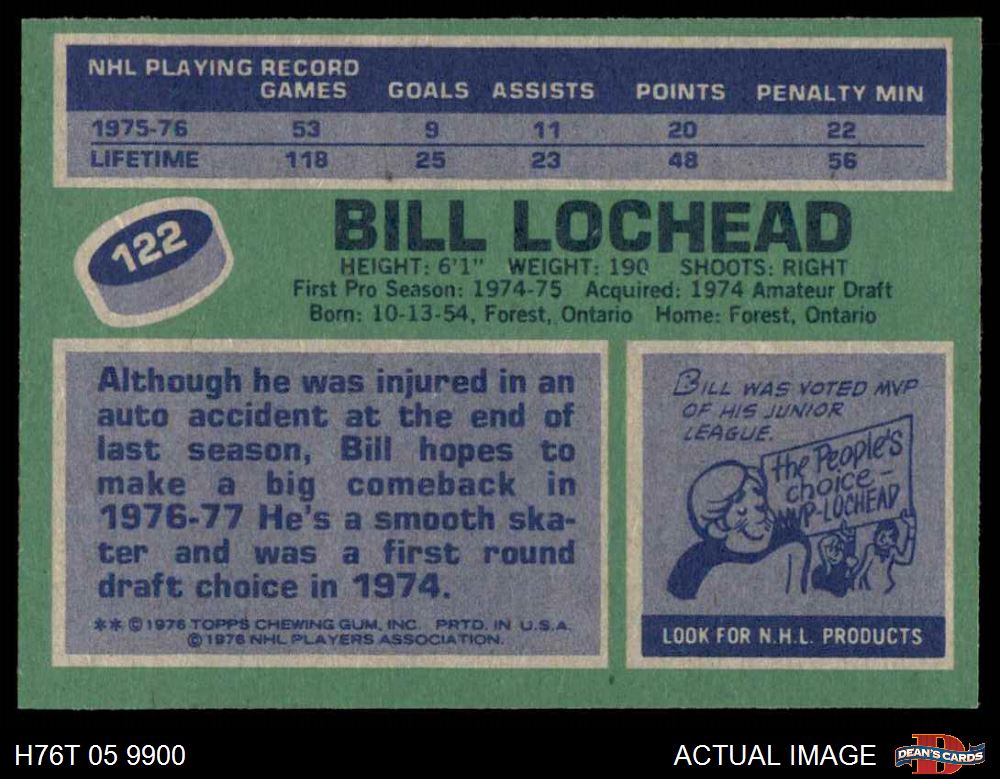 NHL PLAYING RECORD
GAMES GOALS ASSISTS POINTS PENALTY MIN
1975-76 53 9 11 20 22
LIFETIME 118 25 23 48 56
122
BILL LOCHEAD
HEIGHT: 6'1" WEIGHT: 190 SHOOTS: RIGHT
First Pro Season: 1974-75 Acquired: 1974 Amateur Draft
Born: 10-13-54, Forest, Ontario Home: Forest, Ontario
Although he was injured in an
auto accident at the end of
last season, Bill hopes to
make a big comeback in
1976-77 He's a smooth ska-
ter and was a first round
draft choice in 1974.
** © 1976 TOPPS CHEWING GUM, INC. PRTD. IN U.S.A.
© 1976 NHL PLAYERS ASSOCIATION.
BILL WAS VOTED MVP
OF HIS JUNIOR
LEAGUE.
the People's
choice -
MVP-LOCHEAD
LOOK FOR N.H.L. PRODUCTS
H76T 05 9900
ACTUAL IMAGE
D
DEAN'S CARDS